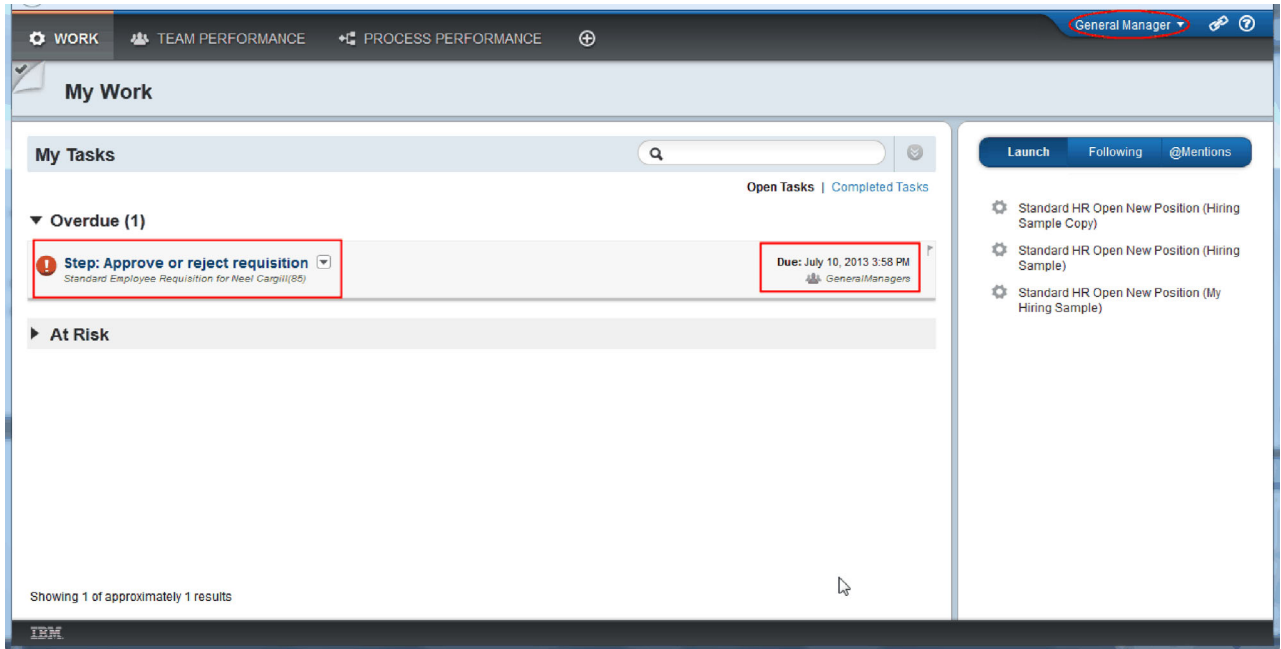 WORK TEAM PERFORMANCE PROCESS PERFORMANCE General Manager
My Work
My Tasks
Open Tasks | Completed Tasks
Overdue (1)
Step: Approve or reject requisition
Standard Employee Requisition for Neel Cargill(85)
Due: July 10, 2013 3:58 PM
GeneralManagers
At Risk
Showing 1 of approximately 1 results
Launch Following @Mentions
Standard HR Open New Position (Hiring
Sample Copy)
Standard HR Open New Position (Hiring
Sample)
Standard HR Open New Position (My
Hiring Sample)
IBM